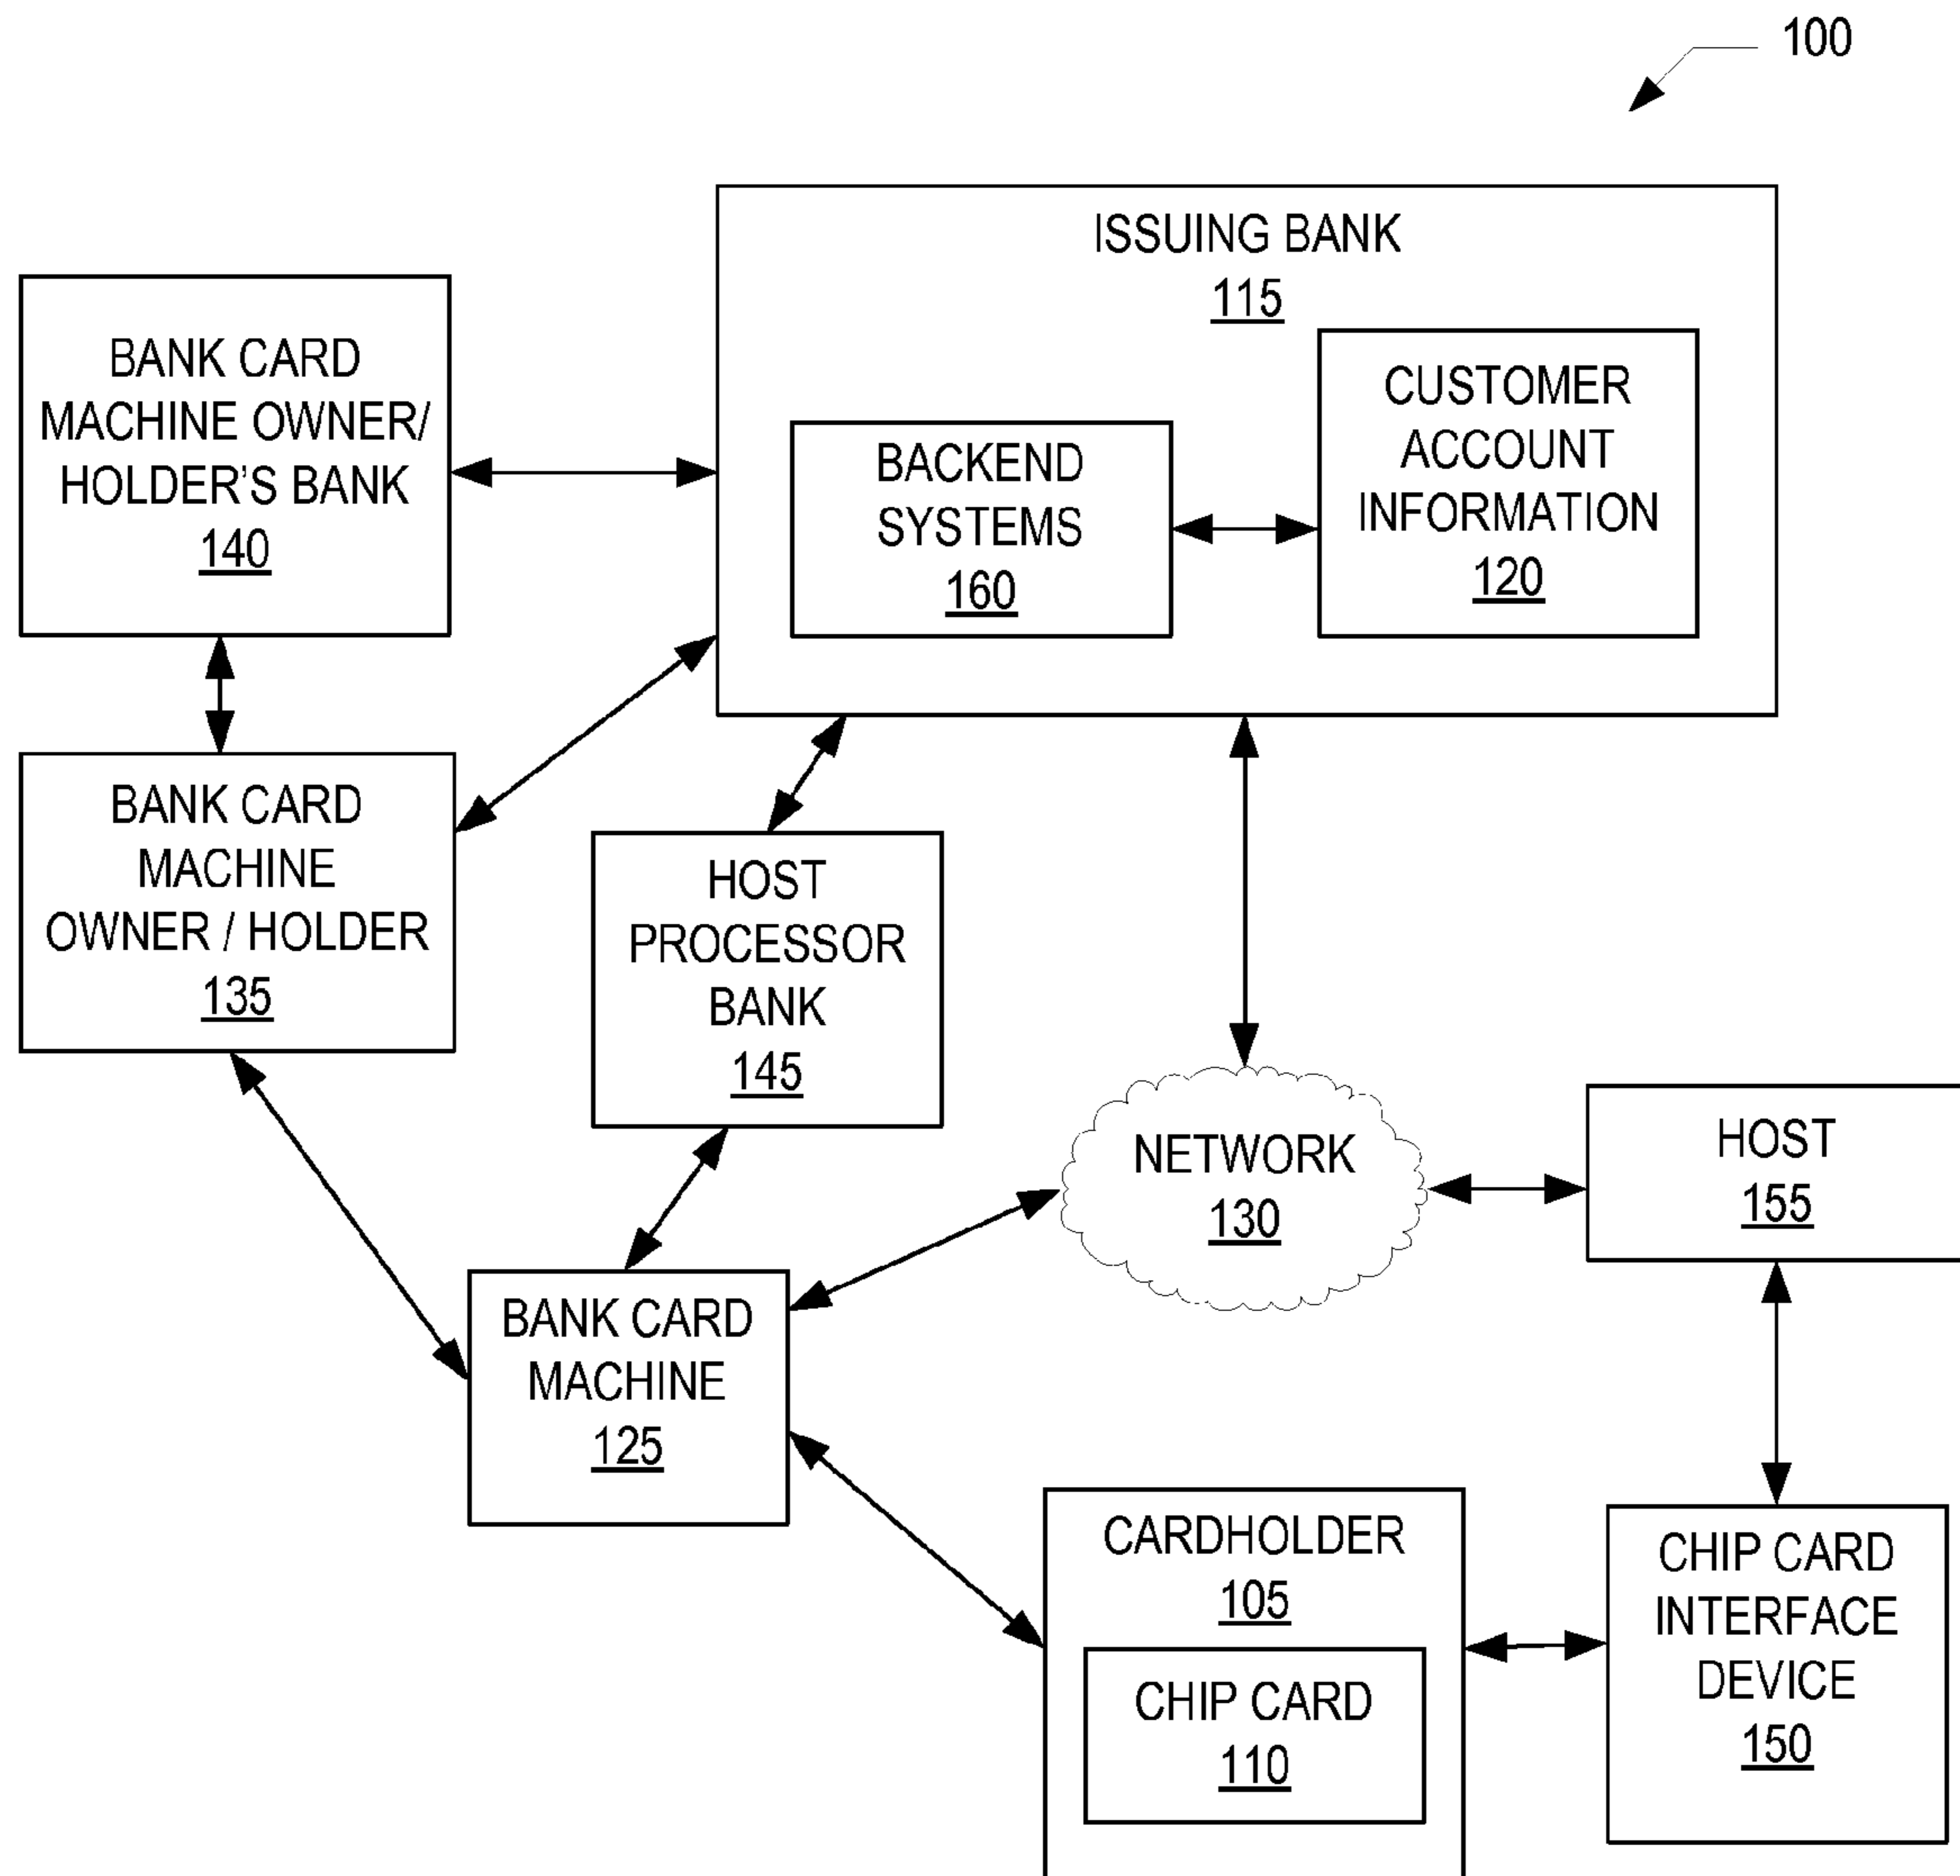 100
ISSUING BANK
115
BANK CARD
MACHINE OWNER/
HOLDER'S BANK
140
BACKEND
SYSTEMS
160
CUSTOMER
ACCOUNT
INFORMATION
120
BANK CARD
MACHINE
OWNER / HOLDER
135
HOST
PROCESSOR
BANK
145
NETWORK
130
HOST
155
BANK CARD
MACHINE
125
CARDHOLDER
105
CHIP CARD
110
CHIP CARD
INTERFACE
DEVICE
150